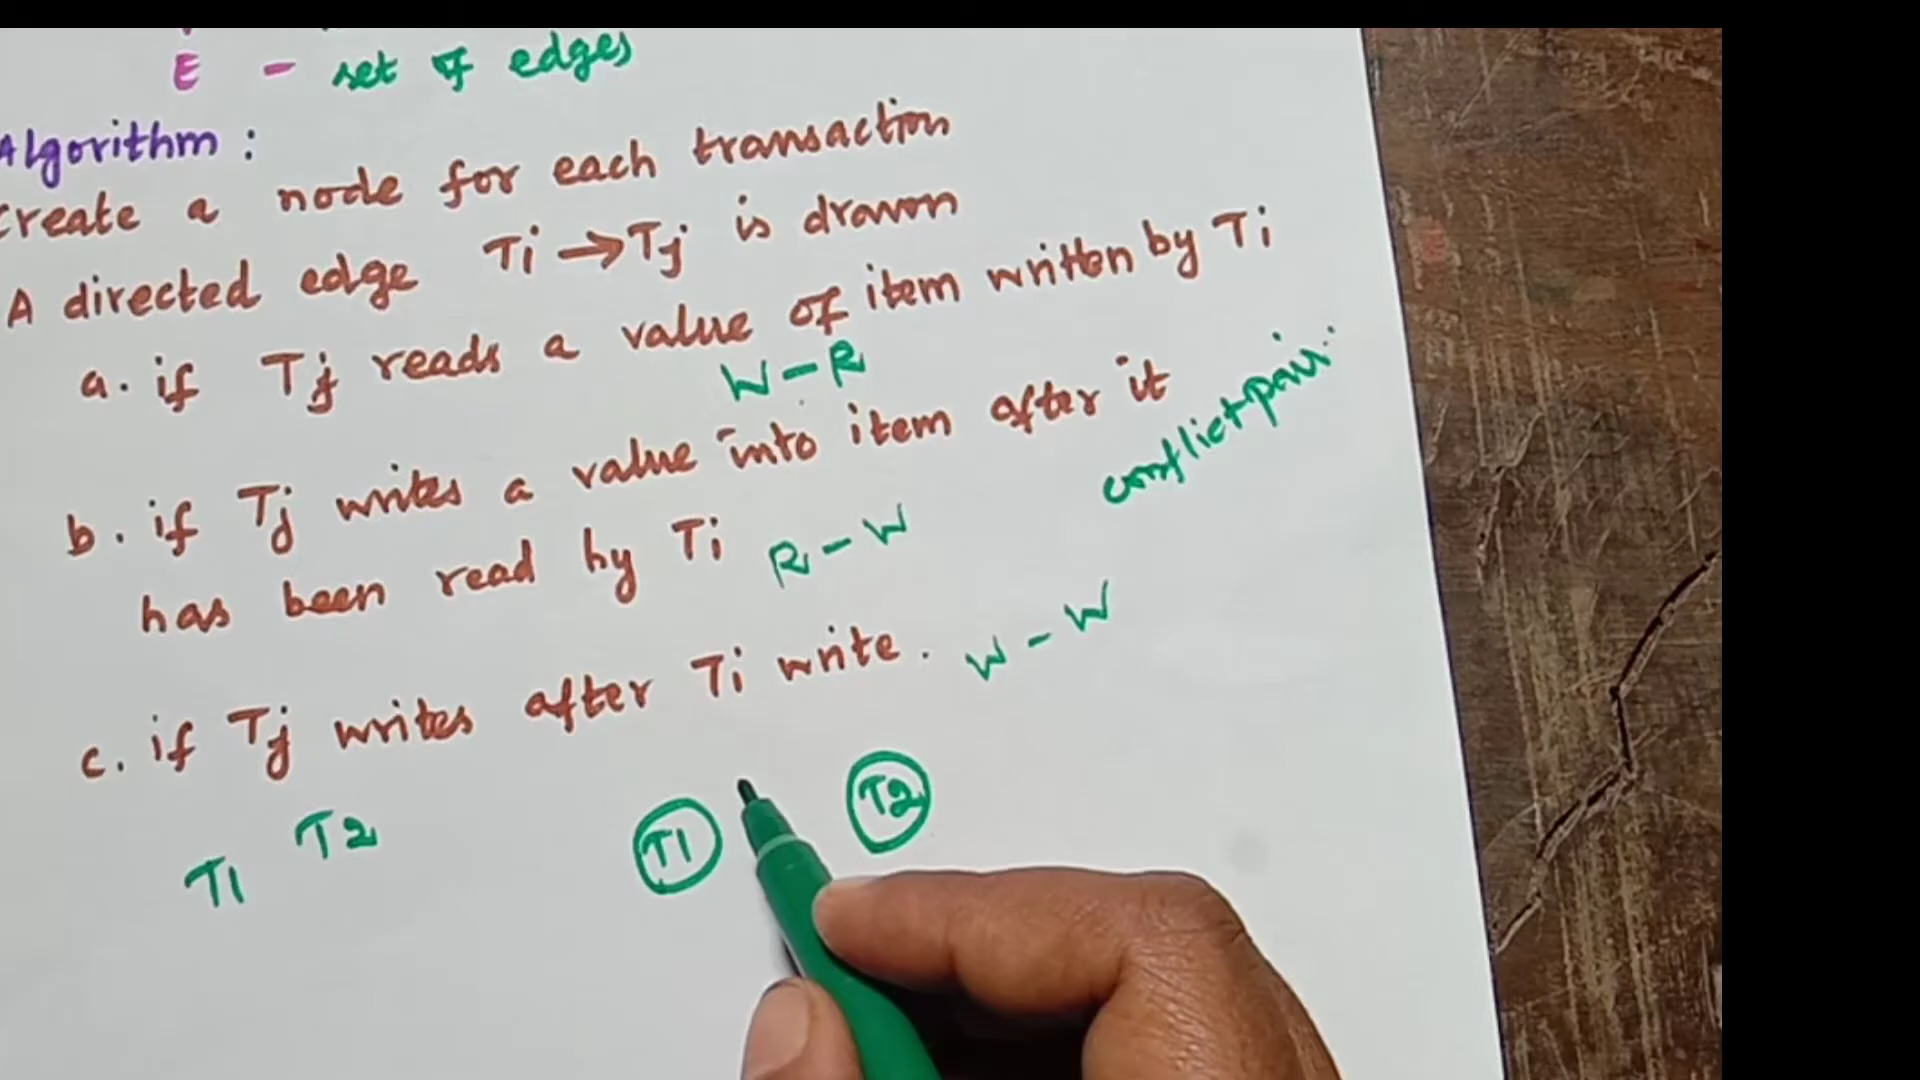 E - set of edges
Algorithm :
Create a node for each transaction
A directed edge Ti → Tj is drawn
a. if Tj reads a value of item written by Ti
W - R
b. if Tj writes a value into item after it
has been read by Ti R - W
conflict pair.
c. if Tj writes after Ti write. W - W
T1 T2
T1 T2